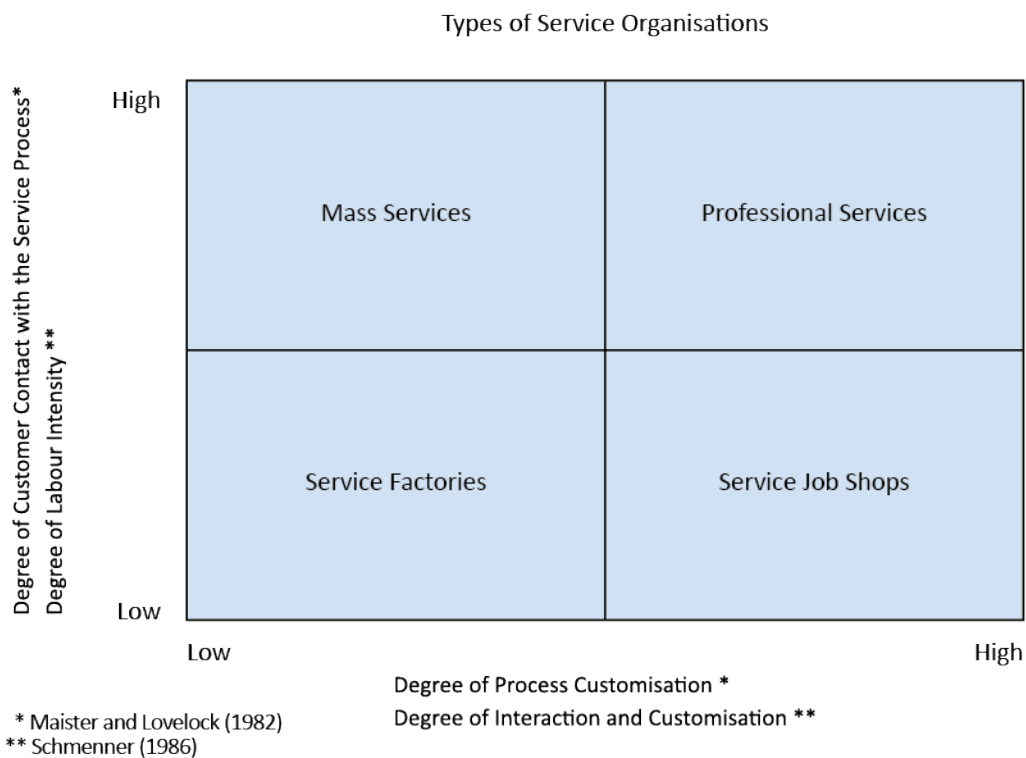 Types of Service Organisations
High
Degree of Customer Contact with the Service Process*
Degree of Labour Intensity **
Mass Services
Professional Services
Service Factories
Service Job Shops
Low
Low
High
Degree of Process Customisation *
Degree of Interaction and Customisation **
* Maister and Lovelock (1982)
** Schmenner (1986)